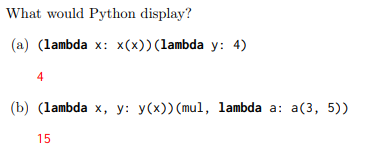 What would Python display?
(a) (lambda x: x(x))(lambda y: 4)
4
(b) (lambda x, y: y(x))(mul, lambda a: a(3, 5))
15